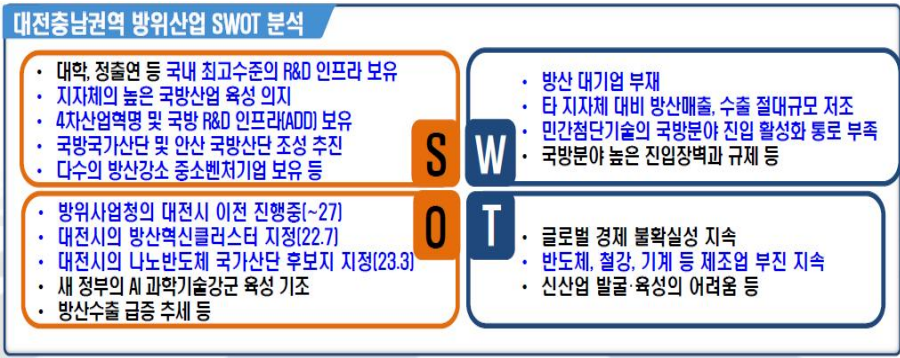 대전충남권역 방위산업 SWOT 분석
• 대학, 정출연 등 국내 최고수준의 R&D 인프라 보유
• 지자체의 높은 국방산업 육성 의지
• 4차산업혁명 및 국방 R&D 인프라(ADD) 보유
• 국방국가산단 및 안산 국방산단 조성 추진
• 다수의 방산강소 중소벤처기업 보유 등
S
W
• 방산 대기업 부재
• 타 지자체 대비 방산매출, 수출 절대규모 저조
• 민간첨단기술의 국방분야 진입 활성화 통로 부족
• 국방분야 높은 진입장벽과 규제 등
• 방위사업청의 대전시 이전 진행중(~27)
• 대전시의 방산혁신클러스터 지정(22.7)
• 대전시의 나노반도체 국가산단 후보지 지정(23.3)
• 새 정부의 AI 과학기술강군 육성 기조
• 방산수출 급증 추세 등
O
T
• 글로벌 경제 불확실성 지속
• 반도체, 철강, 기계 등 제조업 부진 지속
• 신산업 발굴·육성의 어려움 등